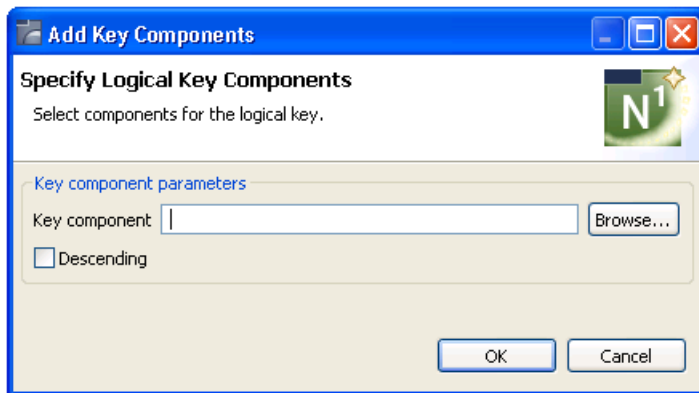 Add Key Components
Specify Logical Key Components
Select components for the logical key.
N1
Key component parameters
Key component
Browse...
Descending
OK
Cancel